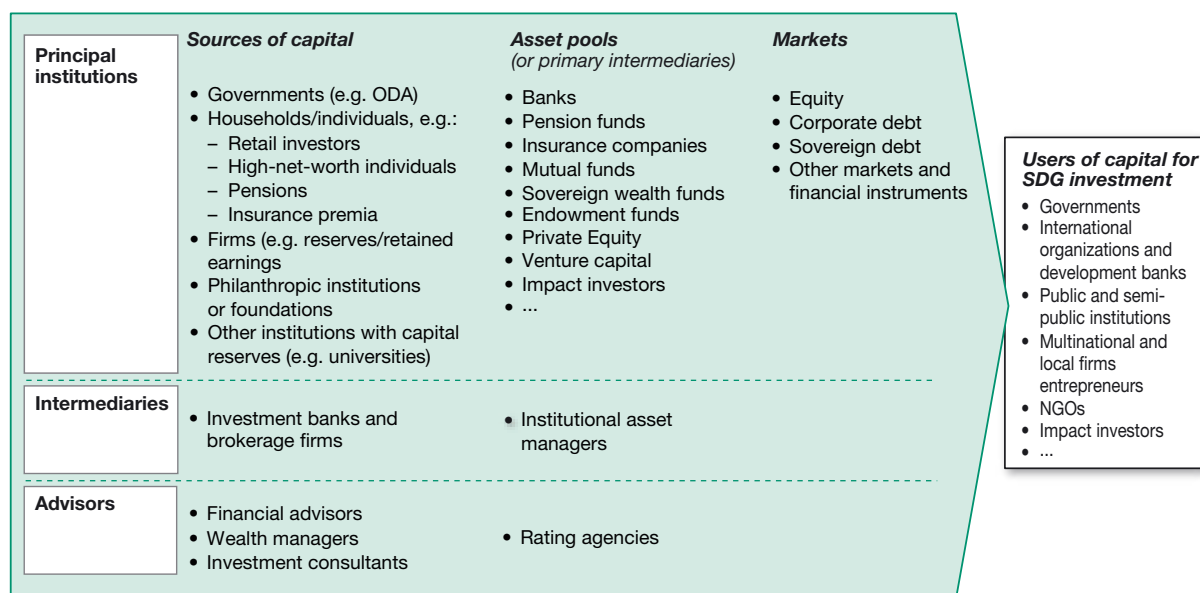 Principal
institutions
Sources of capital
• Governments (e.g. ODA)
• Households/individuals, e.g.:
– Retail investors
– High-net-worth individuals
– Pensions
– Insurance premia
• Firms (e.g. reserves/retained
earnings
• Philanthropic institutions
or foundations
• Other institutions with capital
reserves (e.g. universities)
Asset pools
(or primary intermediaries)
• Banks
• Pension funds
• Insurance companies
• Mutual funds
• Sovereign wealth funds
• Endowment funds
• Private Equity
• Venture capital
• Impact investors
• ...
Markets
• Equity
• Corporate debt
• Sovereign debt
• Other markets and
financial instruments
Intermediaries
• Investment banks and
brokerage firms
• Institutional asset
managers
Advisors
• Financial advisors
• Wealth managers
• Investment consultants
• Rating agencies
Users of capital for
SDG investment
• Governments
• International
organizations and
development banks
• Public and semi-
public institutions
• Multinational and
local firms
entrepreneurs
• NGOs
• Impact investors
• ...